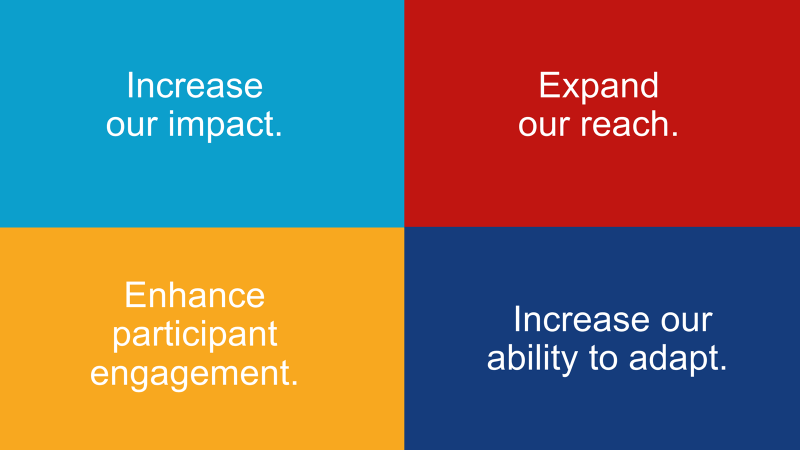 Increase
our impact.
Expand
our reach.
Enhance
participant
engagement.
Increase our
ability to adapt.